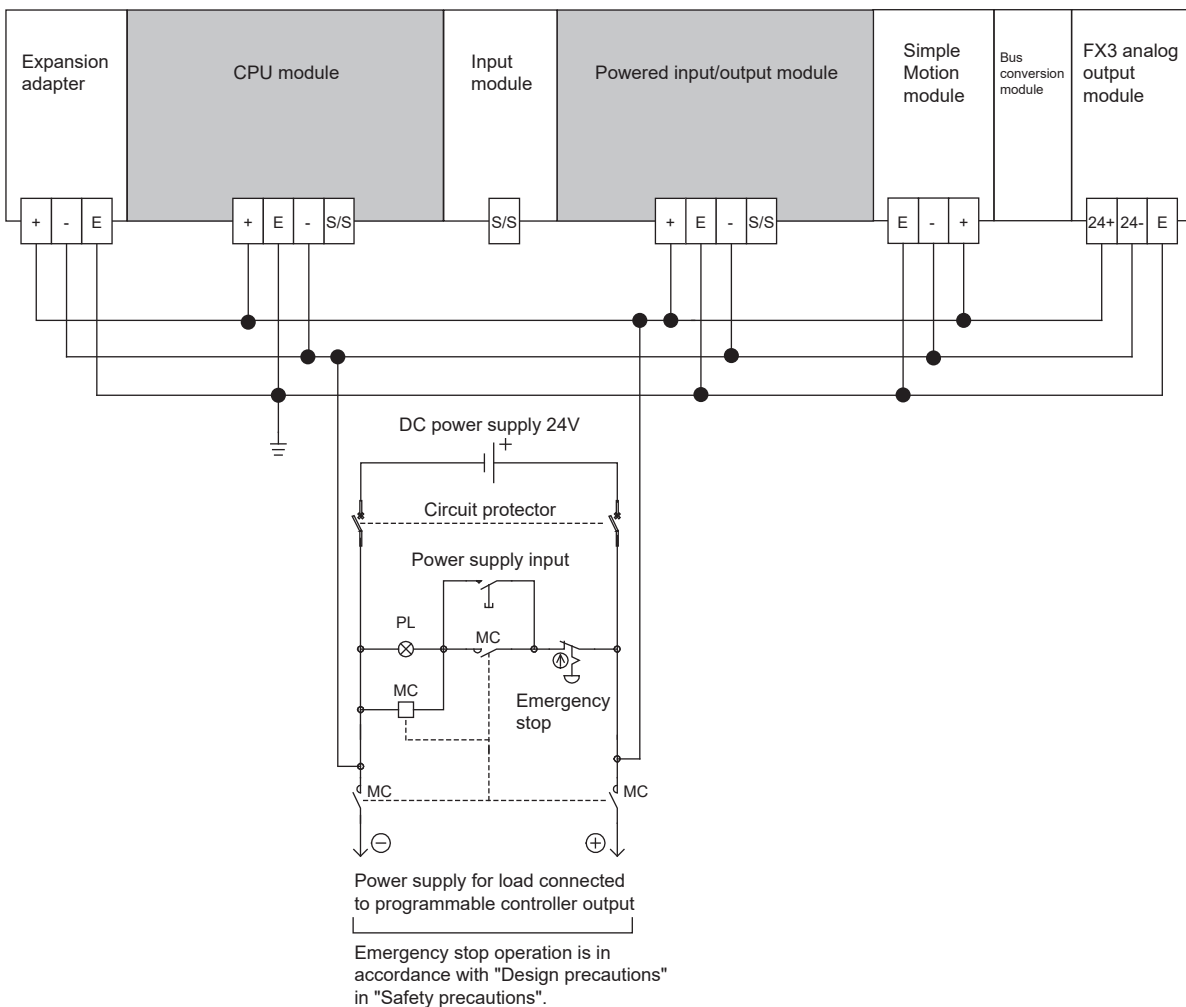 Expansion
adapter
CPU module
Input
module
Powered input/output module
Simple
Motion
module
Bus
conversion
module
FX3 analog
output
module
+ - E
+ E - S/S
S/S
+ E - S/S
E - +
24+ 24- E
DC power supply 24V
+
Circuit protector
Power supply input
PL
MC
MC
Emergency
stop
MC
MC
- +
Power supply for load connected
to programmable controller output
Emergency stop operation is in
accordance with "Design precautions"
in "Safety precautions".